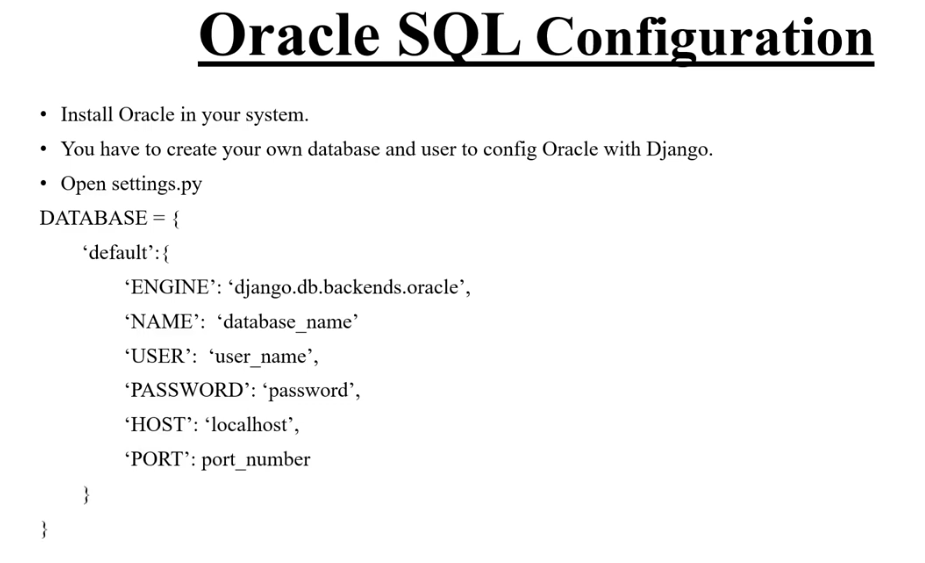 Oracle SQL Configuration
• Install Oracle in your system.
• You have to create your own database and user to config Oracle with Django.
• Open settings.py
DATABASE = {
‘default’:{
‘ENGINE’: ‘django.db.backends.oracle’,
‘NAME’: ‘database_name’
‘USER’: ‘user_name’,
‘PASSWORD’: ‘password’,
‘HOST’: ‘localhost’,
‘PORT’: port_number
}
}